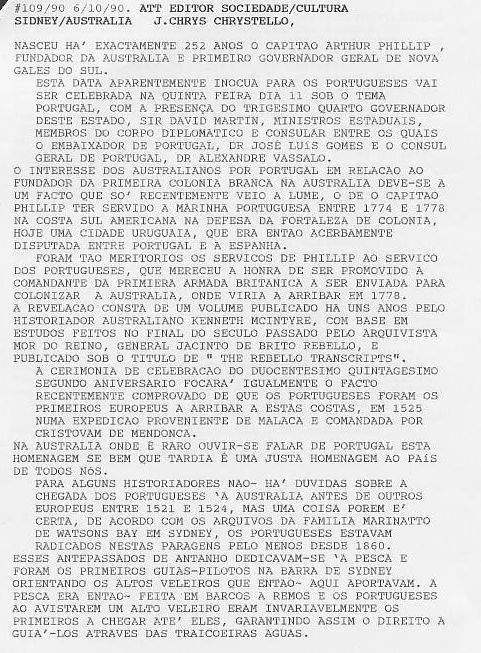 #109/90 6/10/90. ATT EDITOR SOCIEDADE/CULTURA
SIDNEY/AUSTRALIA   J.CHRYS CHRYSTELLO,
NASCEU HA' EXACTAMENTE 252 ANOS O CAPITAO ARTHUR PHILLIP ,
FUNDADOR DA AUSTRALIA E PRIMEIRO GOVERNADOR GERAL DE NOVA
GALES DO SUL.
ESTA DATA APARENTEMENTE INOCUA PARA OS PORTUGUESES VAI
SER CELEBRADA NA QUINTA FEIRA DIA 11 SOB O TEMA
PORTUGAL, COM A PRESENÇA DO TRIGESIMO QUARTO GOVERNADOR
DESTE ESTADO, SIR DAVID MARTIN, MINISTROS ESTADUAIS,
MEMBROS DO CORPO DIPLOMATICO E CONSULAR ENTRE OS QUAIS
O EMBAIXADOR DE PORTUGAL, DR JOSÉ LUíS GOMES E O CONSUL
GERAL DE PORTUGAL, DR ALEXANDRE VASSALO.
O INTERESSE DOS AUSTRALIANOS POR PORTUGAL EM RELACAO AO
FUNDADOR DA PRIMEIRA COLONIA BRANCA NA AUSTRALIA DEVE-SE A
UM FACTO QUE SO' RECENTEMENTE VEIO A LUME, O DE O CAPITAO
PHILLIP TER SERVIDO A MARINHA PORTUGUESA ENTRE 1774 E 1778
NA COSTA SUL AMERICANA NA DEFESA DA FORTALEZA DE COLONIA,
HOJE UMA CIDADE URUGUAIA, QUE ERA ENTAO ACERBAMENTE
DISPUTADA ENTRE PORTUGAL E A ESPANHA.
FORAM TAO MERITORIOS OS SERVICOS DE PHILLIP AO SERVICO
DOS PORTUGUESES, QUE MERECEU A HONRA DE SER PROMOVIDO A
COMANDANTE DA PRIMIERA ARMADA BRITANICA A SER ENVIADA PARA
COLONIZAR  A AUSTRALIA, ONDE VIRIA A ARRIBAR EM 1778.
A REVELACAO CONSTA DE UM VOLUME PUBLICADO HA UNS ANOS PELO
HISTORIADOR AUSTRALIANO KENNETH MCINTYRE, COM BASE EM
ESTUDOS FEITOS NO FINAL DO SECULO PASSADO PELO ARQUIVISTA
MOR DO REINO, GENERAL JACINTO DE BRITO REBELLO, E
PUBLICADO SOB O TITULO DE " THE REBELLO TRANSCRIPTS".
A CERIMONIA DE CELEBRACAO DO DUOCENTESIMO QUINTAGESIMO
SEGUNDO ANIVERSARIO FOCARA' IGUALMENTE O FACTO
RECENTEMENTE COMPROVADO DE QUE OS PORTUGUESES FORAM OS
PRIMEIROS EUROPEUS A ARRIBAR A ESTAS COSTAS, EM 1525
NUMA EXPEDICAO PROVENIENTE DE MALACA E COMANDADA POR
CRISTOVAM DE MENDONCA.
NA AUSTRALIA ONDE É RARO OUVIR-SE FALAR DE PORTUGAL ESTA
HOMENAGEM SE BEM QUE TARDIA É UMA JUSTA HOMENAGEM AO PAíS
DE TODOS NóS.
PARA ALGUNS HISTORIADORES NAO~ HA' DUVIDAS SOBRE A
CHEGADA DOS PORTUGUESES 'A AUSTRALIA ANTES DE OUTROS
EUROPEUS ENTRE 1521 E 1524, MAS UMA COISA POREM E'
CERTA, DE ACORDO COM OS ARQUIVOS DA FAMILIA MARINATTO
DE WATSONS BAY EM SYDNEY, OS PORTUGUESES ESTAVAM
RADICADOS NESTAS PARAGENS PELO MENOS DESDE 1860.
ESSES ANTEPASSADOS DE ANTANHO DEDICAVAM-SE 'A PESCA E
FORAM OS PRIMEIROS GUIAS-PILOTOS NA BARRA DE SYDNEY
ORIENTANDO OS ALTOS VELEIROS QUE ENTAO~ AQUI APORTAVAM. A
PESCA ERA ENTAO~ FEITA EM BARCOS A REMOS E OS PORTUGUESES
AO AVISTAREM UM ALTO VELEIRO ERAM INVARIAVELMENTE OS
PRIMEIROS A CHEGAR ATE' ELES, GARANTINDO ASSIM O DIREITO A
GUIA'-LOS ATRAVES DAS TRAICOEIRAS AGUAS.